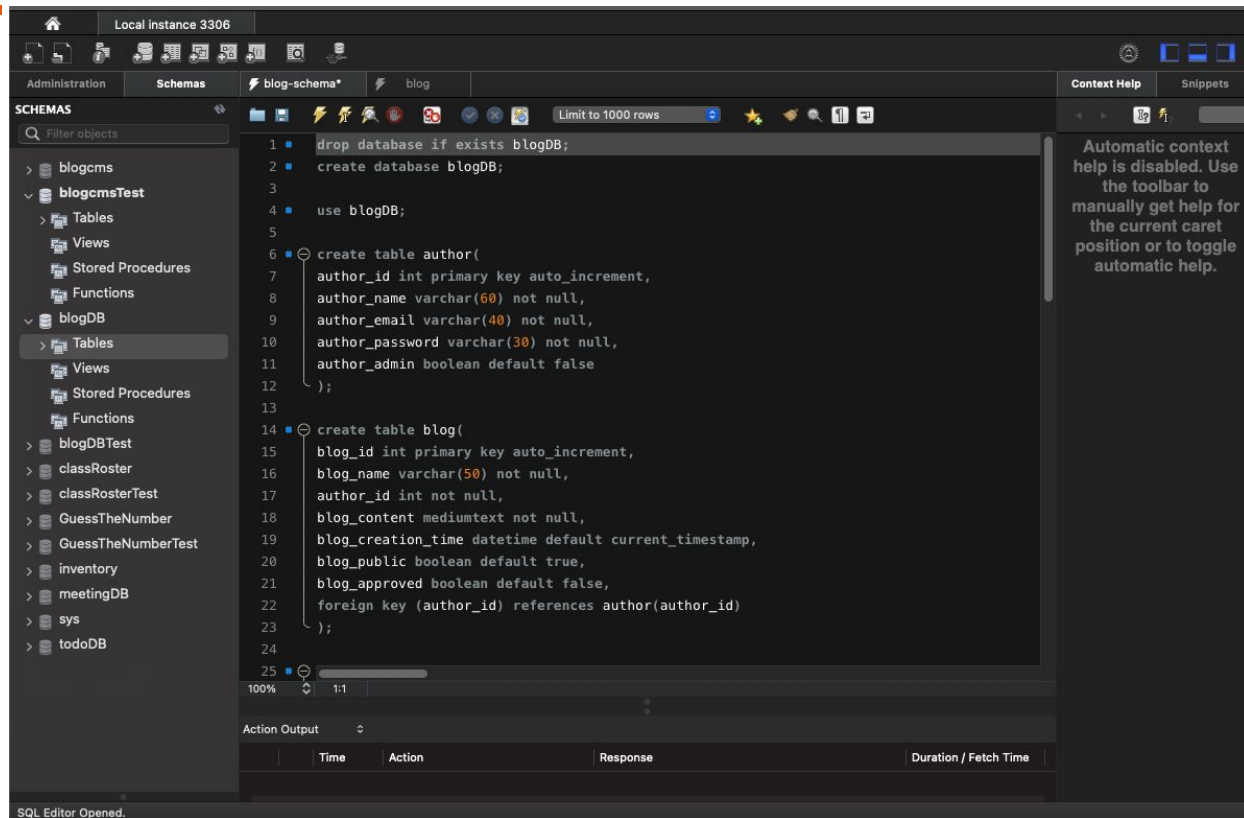 Local instance 3306
Administration Schemas
blog-schema* blog
Context Help Snippets
SCHEMAS
Filter objects
blogcms
blogcmsTest
Tables
Views
Stored Procedures
Functions
blogDB
Tables
Views
Stored Procedures
Functions
blogDBTest
classRoster
classRosterTest
GuessTheNumber
GuessTheNumberTest
inventory
meetingDB
sys
todoDB
Limit to 1000 rows
1 drop database if exists blogDB;
2 create database blogDB;
3
4 use blogDB;
5
6 create table author(
7 author_id int primary key auto_increment,
8 author_name varchar(60) not null,
9 author_email varchar(40) not null,
10 author_password varchar(30) not null,
11 author_admin boolean default false
12 );
13
14 create table blog(
15 blog_id int primary key auto_increment,
16 blog_name varchar(50) not null,
17 author_id int not null,
18 blog_content mediumtext not null,
19 blog_creation_time datetime default current_timestamp,
20 blog_public boolean default true,
21 blog_approved boolean default false,
22 foreign key (author_id) references author(author_id)
23 );
24
25
100% 1:1
Automatic context
help is disabled. Use
the toolbar to
manually get help for
the current caret
position or to toggle
automatic help.
Action Output
Time Action Response Duration / Fetch Time
SQL Editor Opened.